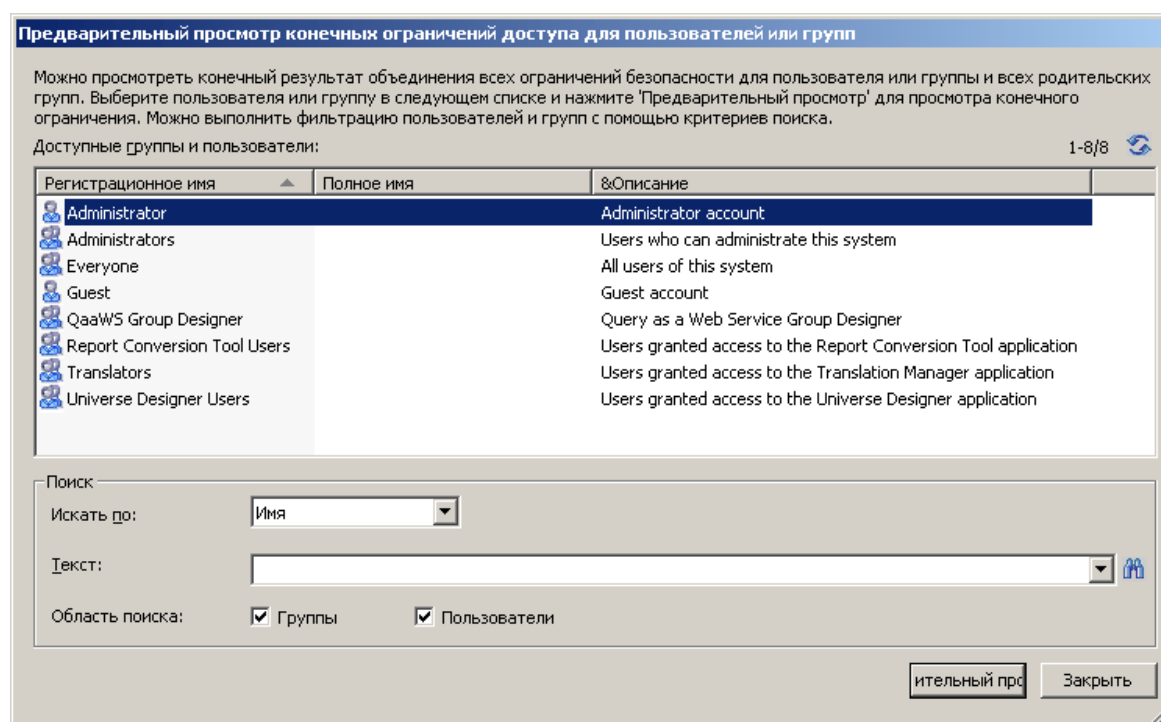 Предварительный просмотр конечных ограничений доступа для пользователей или групп
Можно просмотреть конечный результат объединения всех ограничений безопасности для пользователя или группы и всех родительских
групп. Выберите пользователя или группу в следующем списке и нажмите 'Предварительный просмотр' для просмотра конечного
ограничения. Можно выполнить фильтрацию пользователей и групп с помощью критериев поиска.
Доступные группы и пользователи: 1-8/8
Регистрационное имя Полное имя &Описание
Administrator Administrator account
Administrators Users who can administrate this system
Everyone All users of this system
Guest Guest account
QaaWS Group Designer Query as a Web Service Group Designer
Report Conversion Tool Users Users granted access to the Report Conversion Tool application
Translators Users granted access to the Translation Manager application
Universe Designer Users Users granted access to the Universe Designer application
Поиск
Искать по: Имя
Текст:
Область поиска: Группы Пользователи
ительный про Закрыть